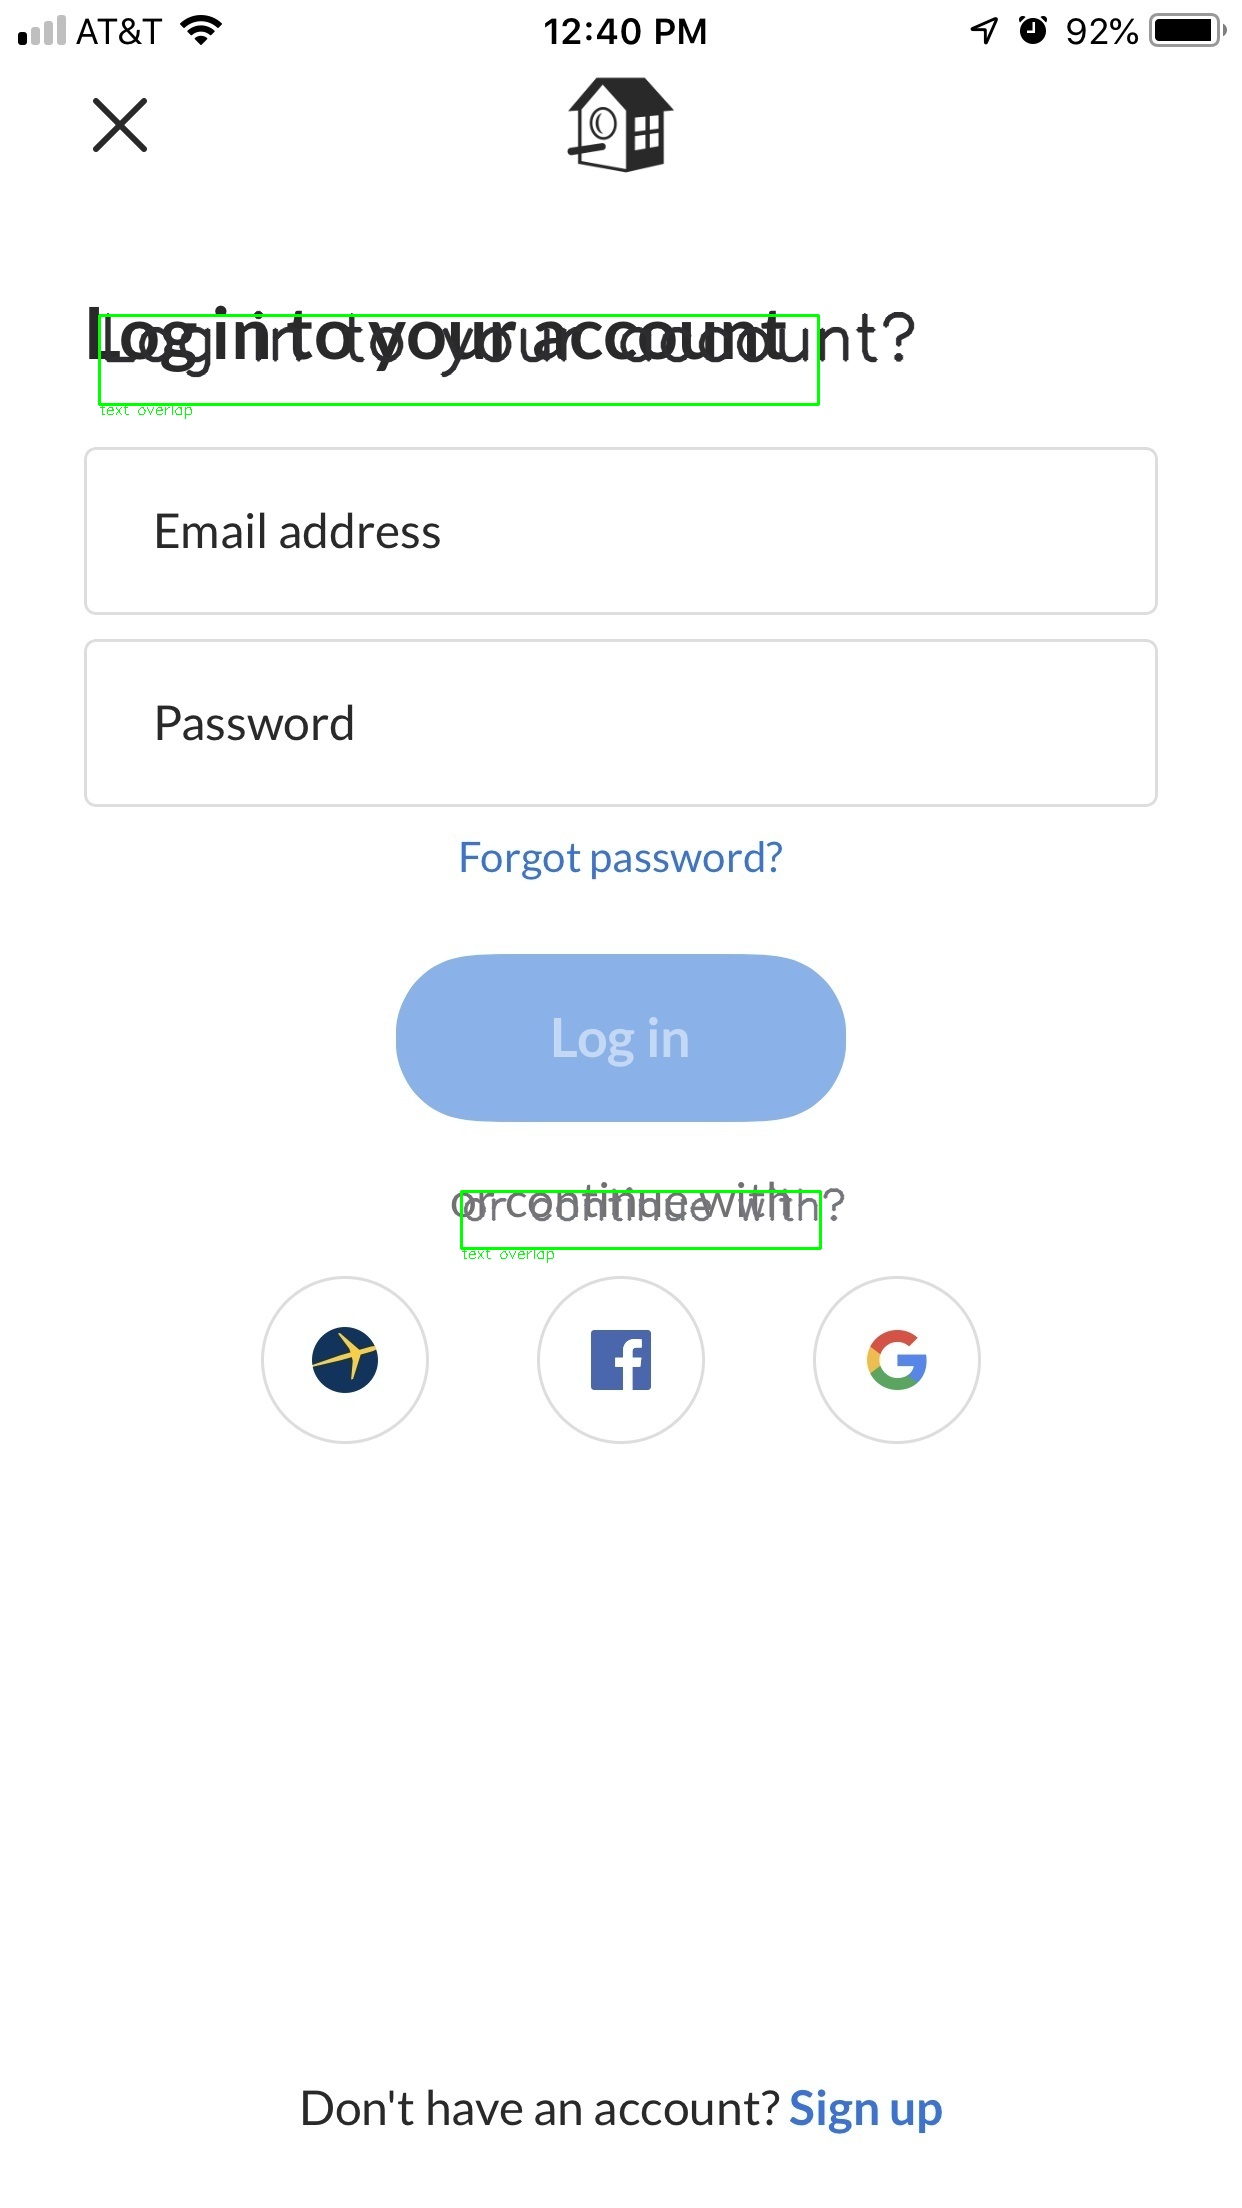 AT&T 12:40 PM 92%
Log in to your account
Log in to your account?
text overlap
Email address
Password
Forgot password?
Log in
or continue with
or continue with?
text overlap
Don't have an account? Sign up